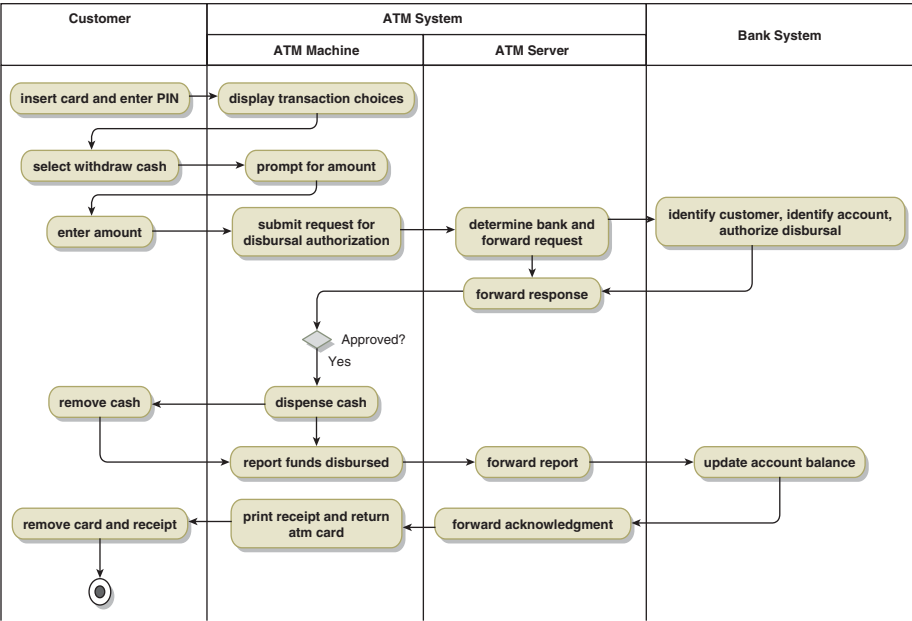 Customer
ATM System
Bank System
ATM Machine
ATM Server
insert card and enter PIN
display transaction choices
select withdraw cash
prompt for amount
enter amount
submit request for
disbursal authorization
determine bank and
forward request
identify customer, identify account,
authorize disbursal
forward response
Approved?
Yes
remove cash
dispense cash
report funds disbursed
forward report
update account balance
remove card and receipt
print receipt and return
atm card
forward acknowledgment